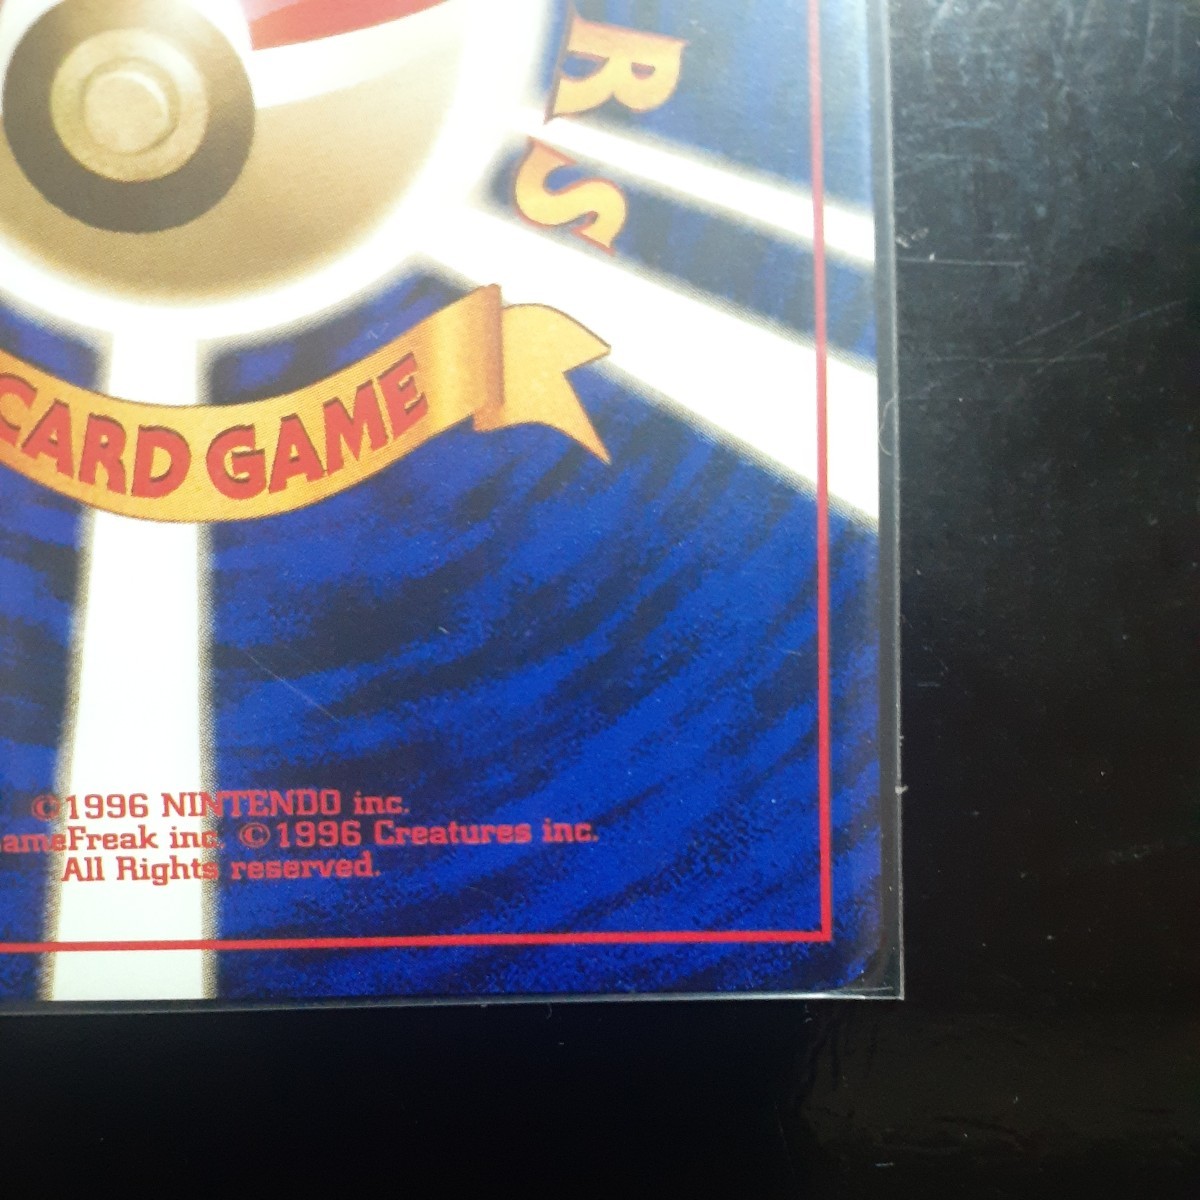 RS
CARD GAME
©1996 NINTENDO inc.
ameFreak inc. ©1996 Creatures inc.
All Rights reserved.